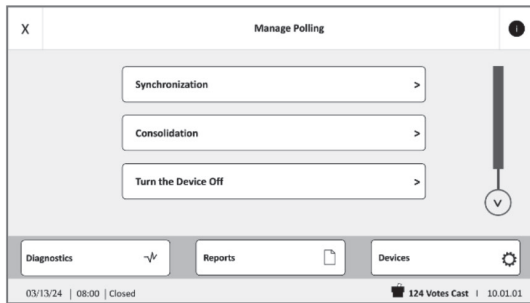 X Manage Polling i
Synchronization >
Consolidation >
Turn the Device Off >
v
Diagnostics Reports Devices
03/13/24 | 08:00 | Closed 124 Votes Cast | 10.01.01